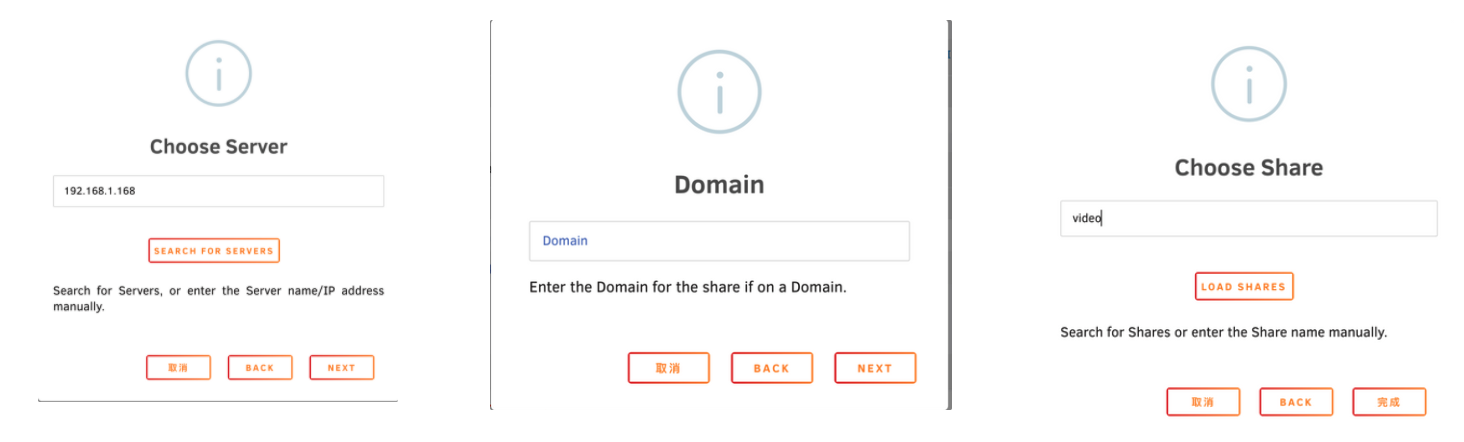 Choose Server
192.168.1.168
SEARCH FOR SERVERS
Search for Servers, or enter the Server name/IP address
manually.
取消
BACK
NEXT
Domain
Domain
Enter the Domain for the share if on a Domain.
取消
BACK
NEXT
Choose Share
video
LOAD SHARES
Search for Shares or enter the Share name manually.
取消
BACK
完成